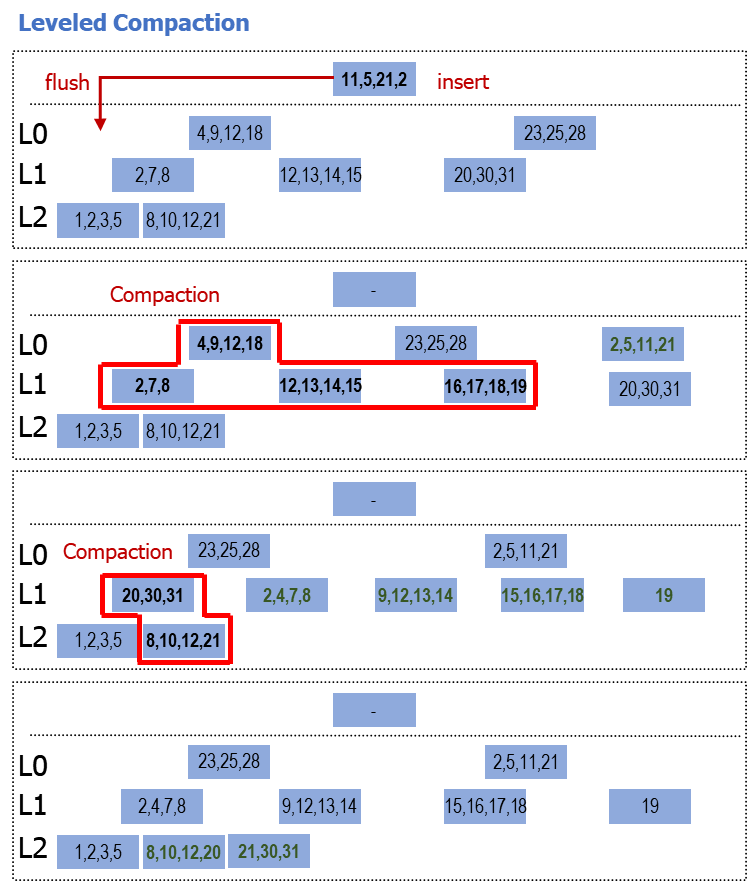 Leveled Compaction
flush 11,5,21,2 insert
L0 4,9,12,18 23,25,28
L1 2,7,8 12,13,14,15 20,30,31
L2 1,2,3,5 8,10,12,21
-
Compaction
L0 4,9,12,18 23,25,28 2,5,11,21
L1 2,7,8 12,13,14,15 16,17,18,19 20,30,31
L2 1,2,3,5 8,10,12,21
-
L0 Compaction 23,25,28 2,5,11,21
L1 20,30,31 2,4,7,8 9,12,13,14 15,16,17,18 19
L2 1,2,3,5 8,10,12,21
-
L0 23,25,28 2,5,11,21
L1 2,4,7,8 9,12,13,14 15,16,17,18 19
L2 1,2,3,5 8,10,12,20 21,30,31